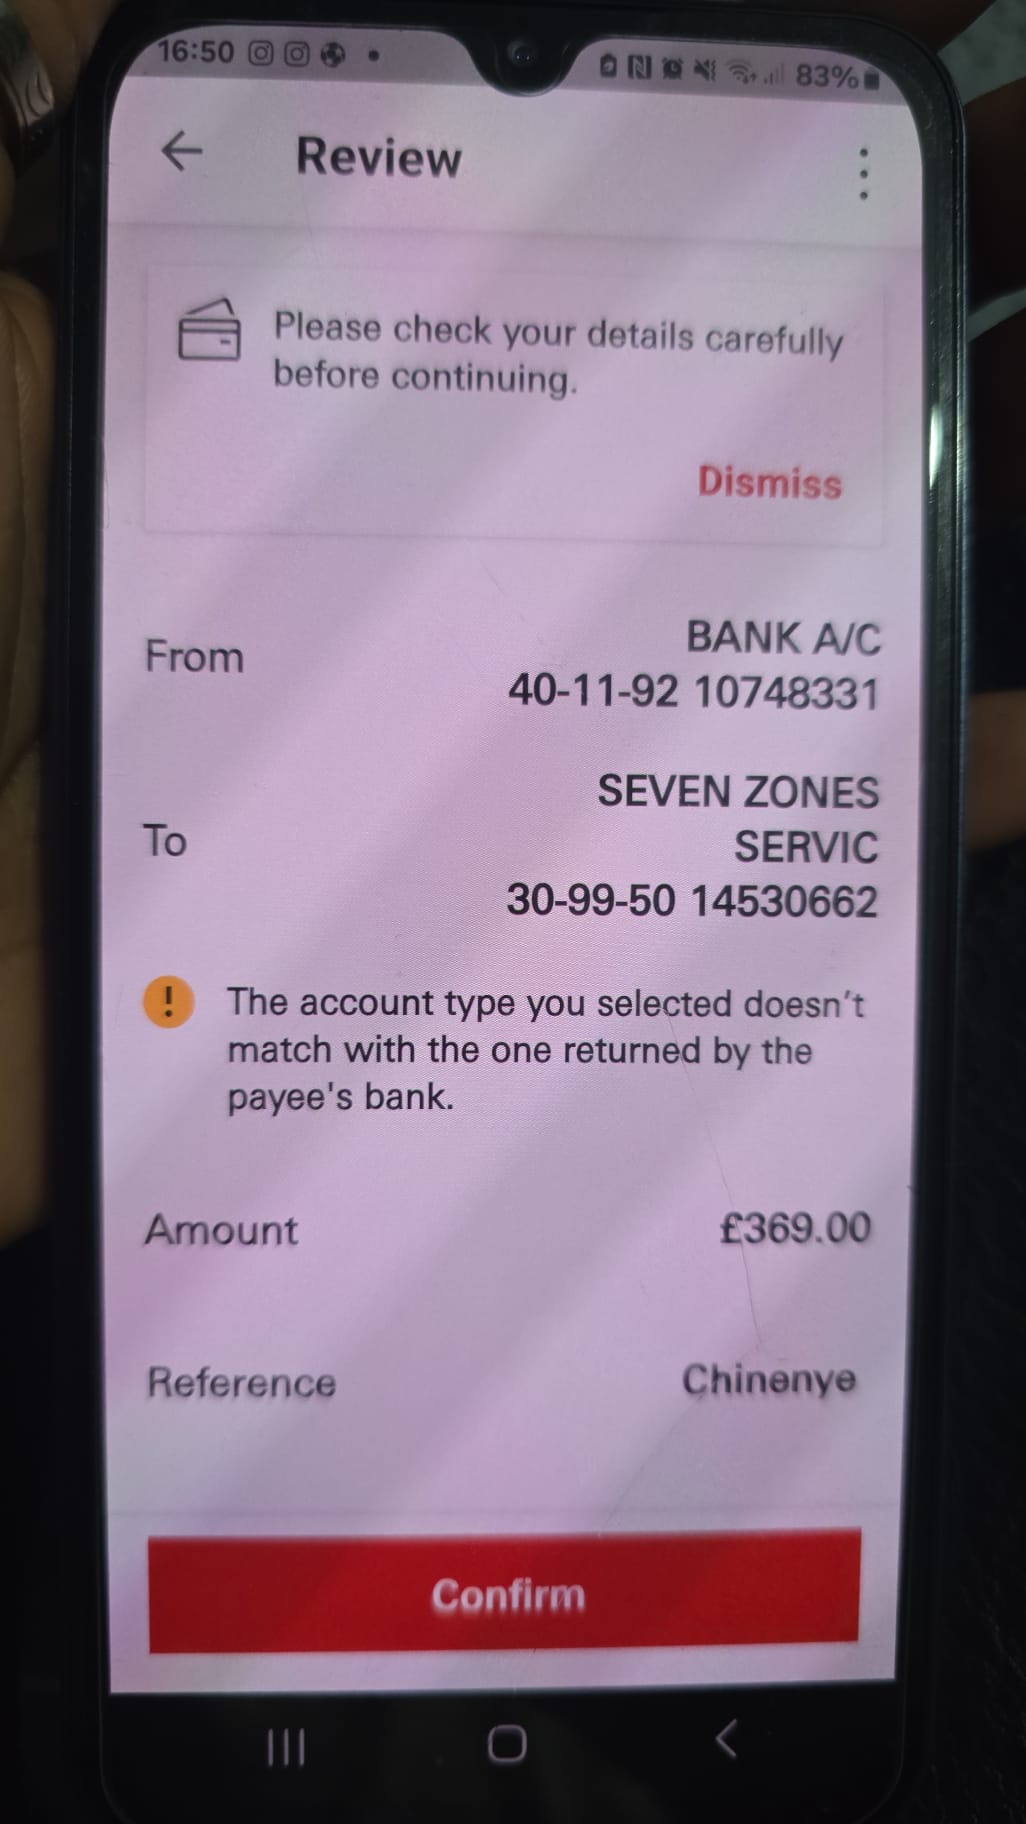 16:50 83%
Review
Please check your details carefully
before continuing.
Dismiss
BANK A/C
From
40-11-92 10748331
SEVEN ZONES
To
SERVIC
30-99-50 14530662
! The account type you selected doesn't
match with the one returned by the
payee's bank.
Amount £369.00
Reference Chinenye
Confirm